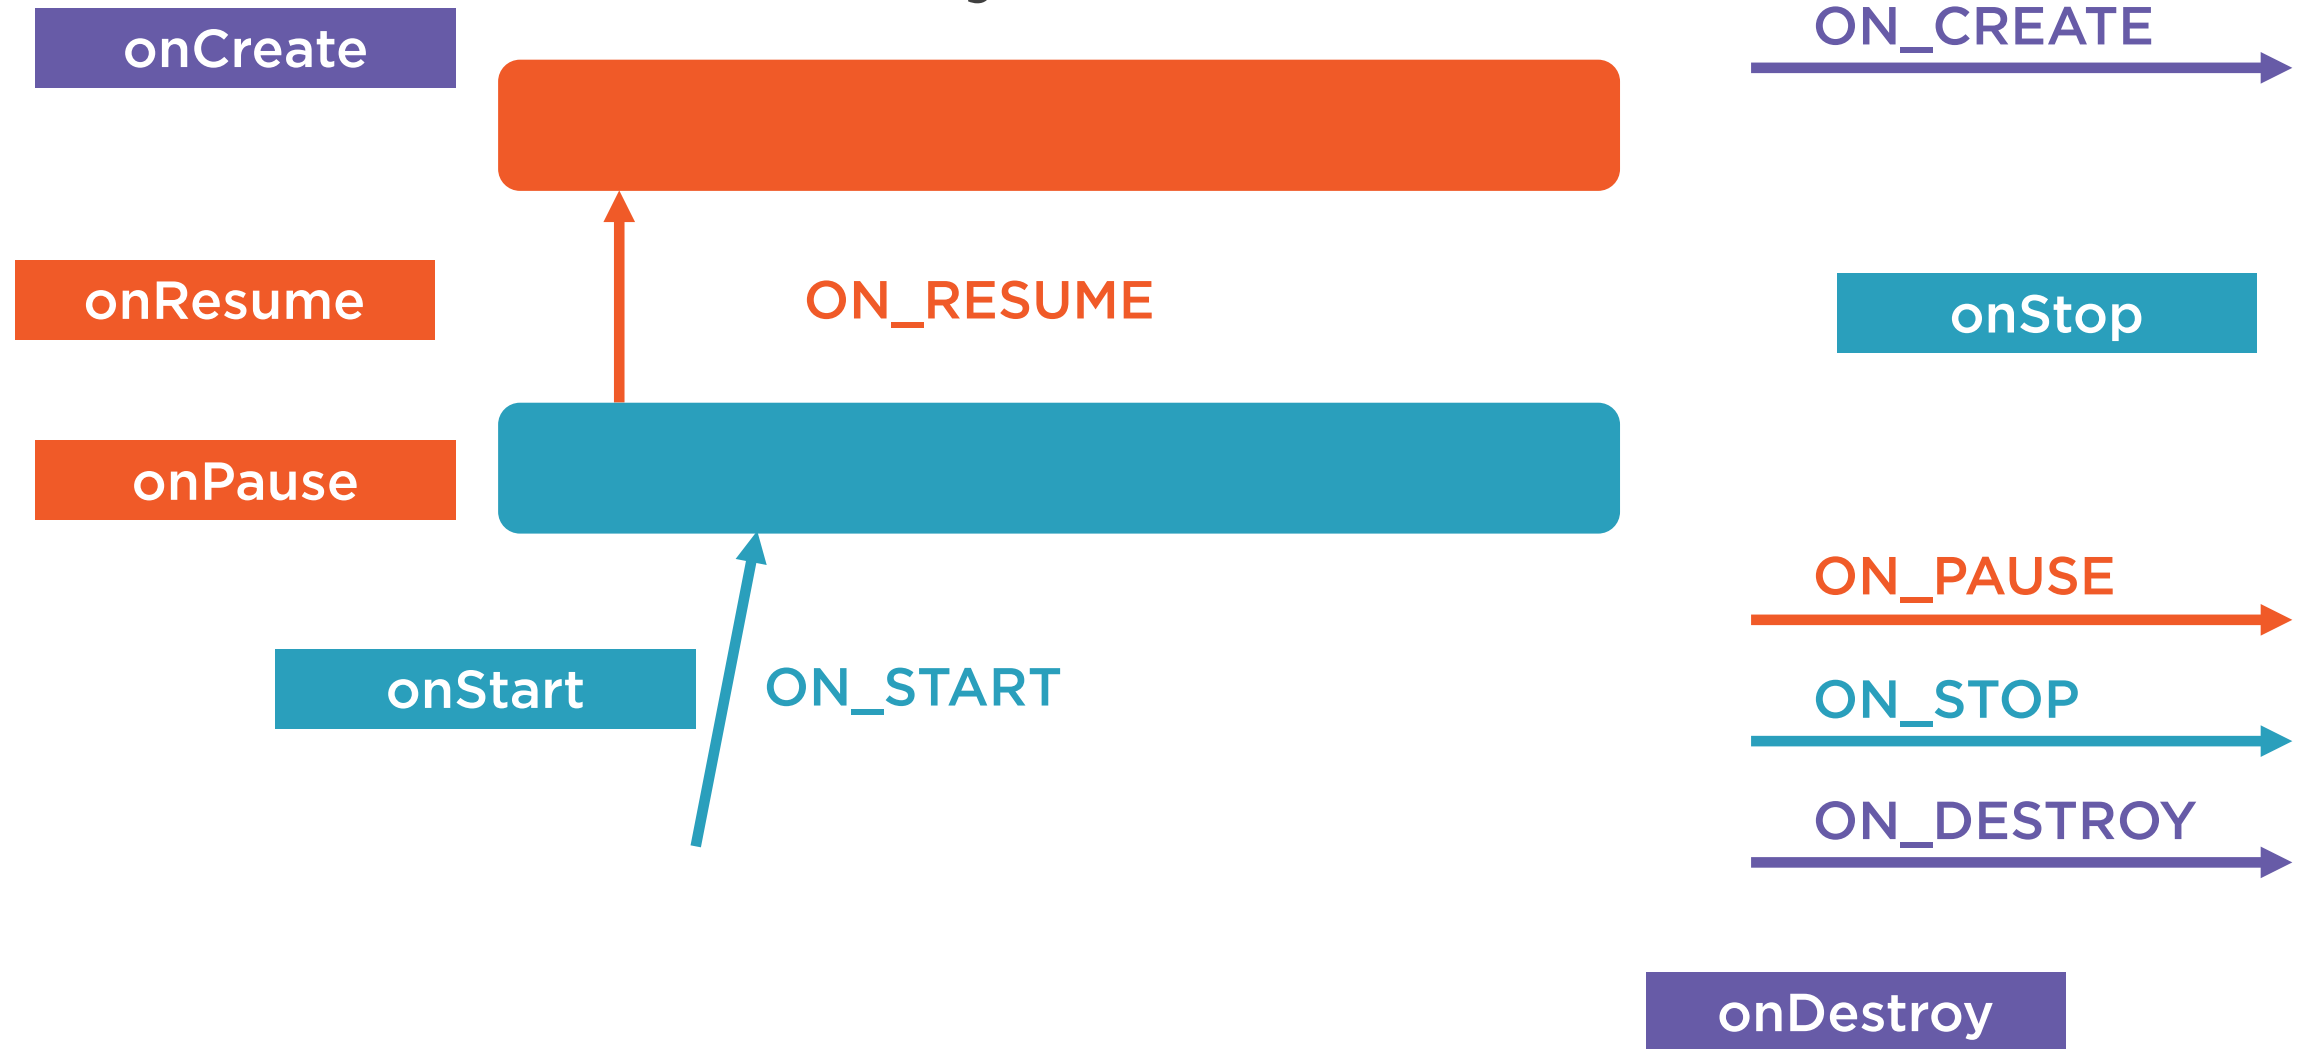 onCreate
ON_CREATE
onResume
ON_RESUME
onStop
onPause
ON_PAUSE
onStart
ON_START
ON_STOP
ON_DESTROY
onDestroy